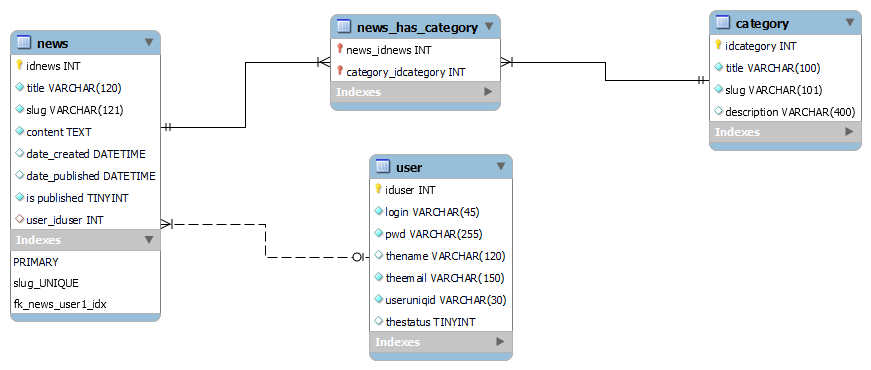 news
idnews INT
title VARCHAR(120)
slug VARCHAR(121)
content TEXT
date_created DATETIME
date_published DATETIME
is published TINYINT
user_iduser INT
Indexes
PRIMARY
slug_UNIQUE
fk_news_user1_idx
news_has_category
news_idnews INT
category_idcategory INT
Indexes
category
idcategory INT
title VARCHAR(100)
slug VARCHAR(101)
description VARCHAR(400)
Indexes
user
iduser INT
login VARCHAR(45)
pwd VARCHAR(255)
thename VARCHAR(120)
theemail VARCHAR(150)
useruniqid VARCHAR(30)
thestatus TINYINT
Indexes